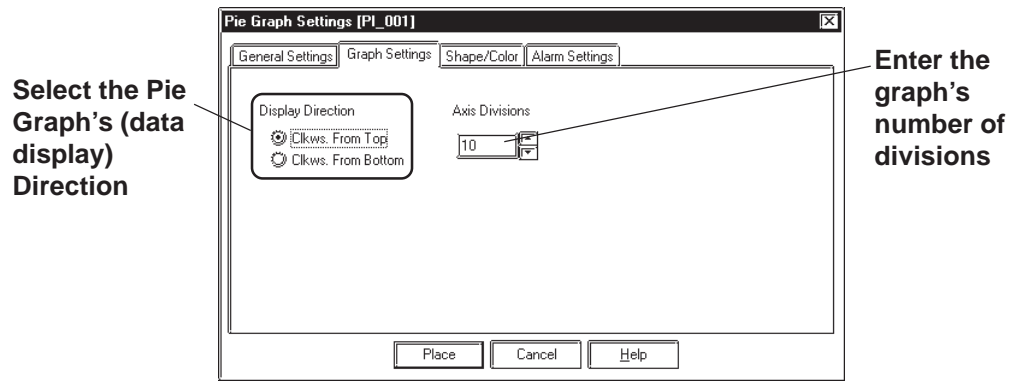 Pie Graph Settings [PI_001]
General Settings Graph Settings Shape/Color Alarm Settings
Select the Pie
Graph's (data
display)
Direction
Display Direction
Clkws. From Top
Clkws. From Bottom
Axis Divisions
10
Enter the
graph's
number of
divisions
Place Cancel Help